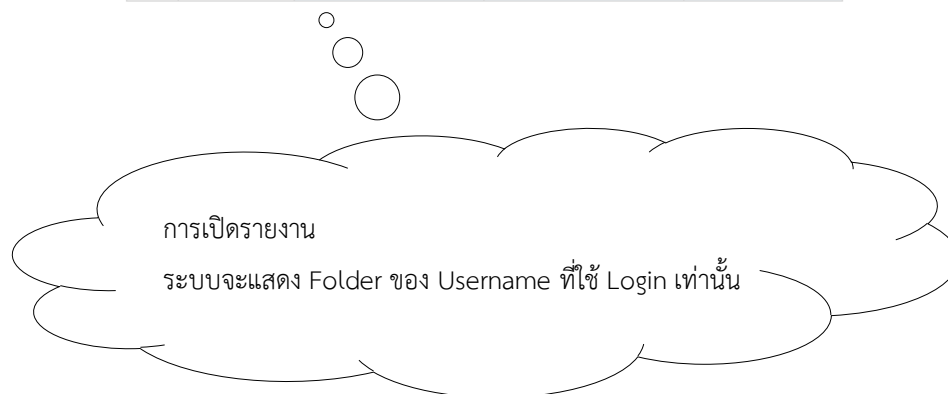 การเปิดรายงาน
ระบบจะแสดง Folder ของ Username ที่ใช้ Login เท่านั้น